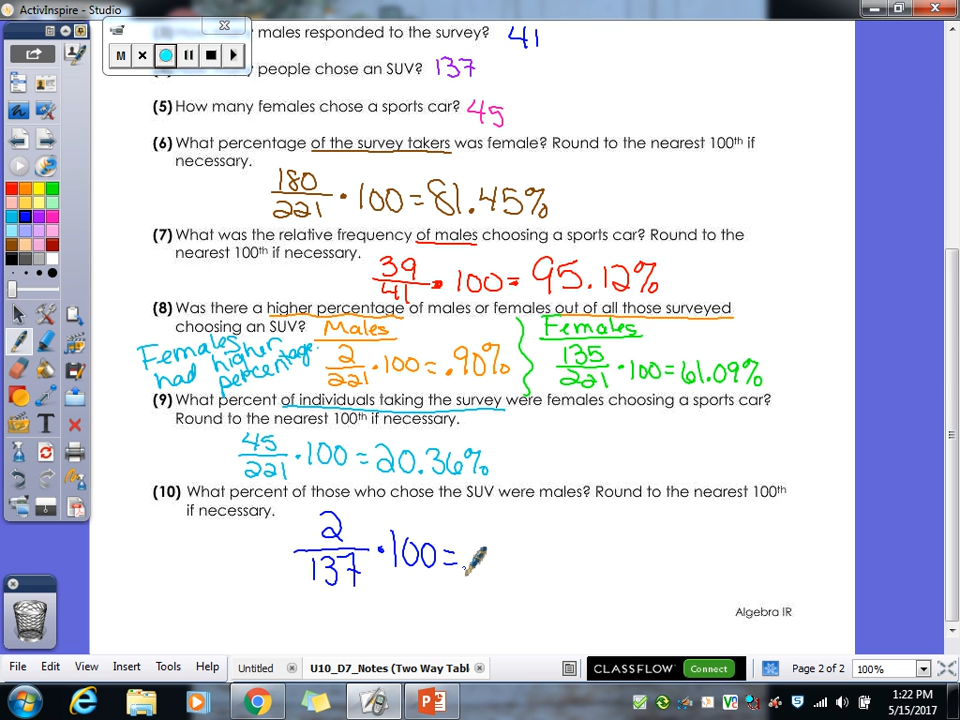 ActivInspire - Studio
M
males responded to the survey? 41
people chose an SUV? 137
(5) How many females chose a sports car? 45
(6) What percentage of the survey takers was female? Round to the nearest 100th if
necessary.
180/221 · 100 = 81.45%
(7) What was the relative frequency of males choosing a sports car? Round to the
nearest 100th if necessary.
39/41 · 100 = 95.12%
(8) Was there a higher percentage of males or females out of all those surveyed
choosing an SUV? Males Females
Females had higher percentage.
2/221 · 100 = .90% 135/221 · 100 = 61.09%
(9) What percent of individuals taking the survey were females choosing a sports car?
Round to the nearest 100th if necessary.
45/221 · 100 = 20.36%
(10) What percent of those who chose the SUV were males? Round to the nearest 100th
if necessary.
2/137 · 100 = .
Algebra IR
File Edit View Insert Tools Help Untitled U10_D7_Notes (Two Way Tabl CLASSFLOW Connect Page 2 of 2 100%
1:22 PM
5/15/2017